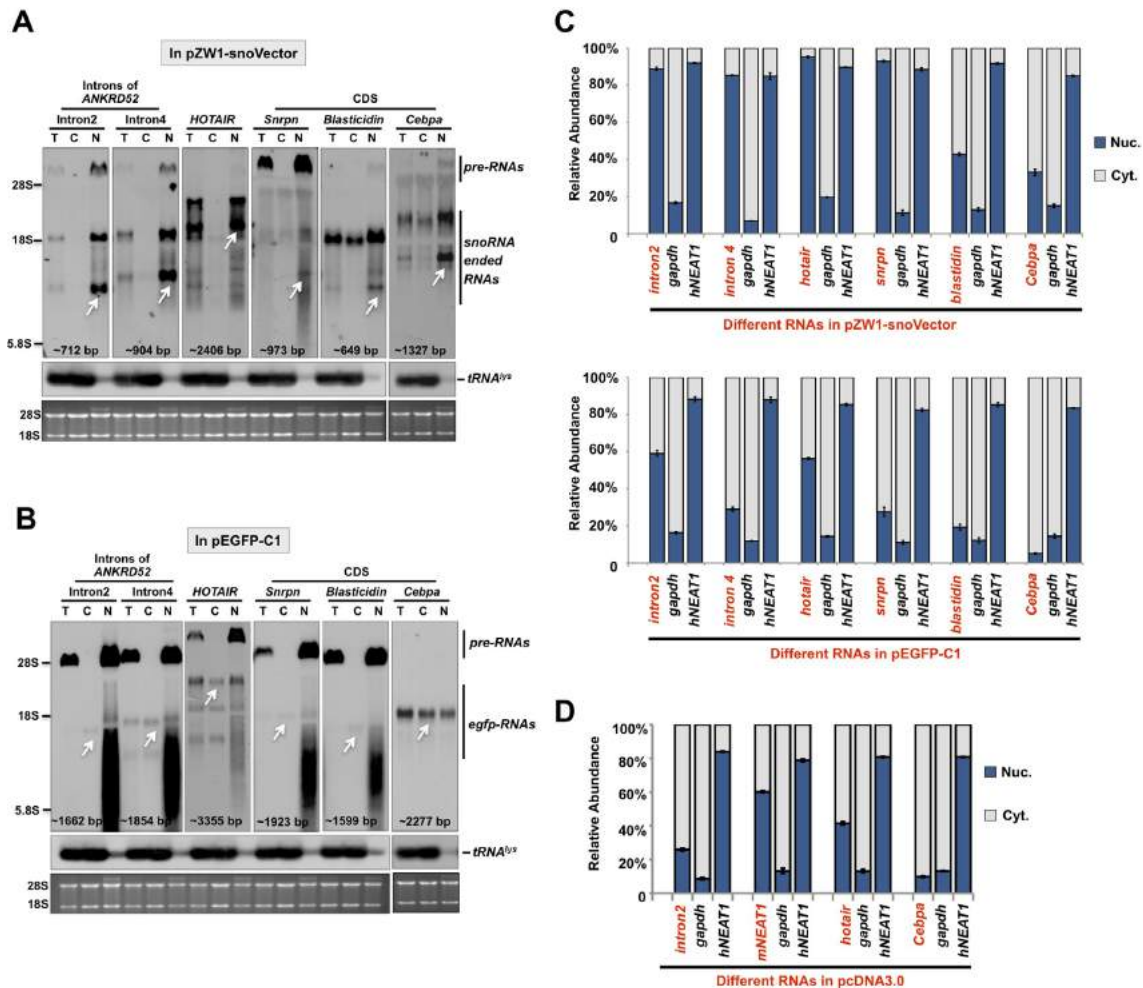 A
In pZW1-snoVector
Introns of
ANKRD52
CDS
Intron2 Intron4 HOTAIR Snrpn Blasticidin Cebpa
T C N T C N T C N T C N T C N T C N
pre-RNAs
28S
18S
snoRNA
ended
RNAs
5.8S
~712 bp ~904 bp ~2406 bp ~973 bp ~649 bp ~1327 bp
tRNAlys
28S
18S
B
In pEGFP-C1
Introns of
ANKRD52
CDS
Intron2 Intron4 HOTAIR Snrpn Blasticidin Cebpa
T C N T C N T C N T C N T C N T C N
pre-RNAs
28S
18S
egfp-RNAs
5.8S
~1662 bp ~1854 bp ~3355 bp ~1923 bp ~1599 bp ~2277 bp
tRNAlys
28S
18S
C
Relative Abundance
100%
80%
60%
40%
20%
0
Nuc.
Cyt.
intron2 gapdh hNEAT1 intron 4 gapdh hNEAT1 hotair gapdh hNEAT1 snrpn gapdh hNEAT1 blastidin gapdh hNEAT1 Cebpa gapdh hNEAT1
Different RNAs in pZW1-snoVector
Relative Abundance
100%
80%
60%
40%
20%
0
intron2 gapdh hNEAT1 intron 4 gapdh hNEAT1 hotair gapdh hNEAT1 snrpn gapdh hNEAT1 blastidin gapdh hNEAT1 Cebpa gapdh hNEAT1
Different RNAs in pEGFP-C1
D
Relative Abundance
100%
80%
60%
40%
20%
0
Nuc.
Cyt.
intron2 gapdh hNEAT1 mNEAT1 gapdh hNEAT1 hotair gapdh hNEAT1 Cebpa gapdh hNEAT1
Different RNAs in pcDNA3.0